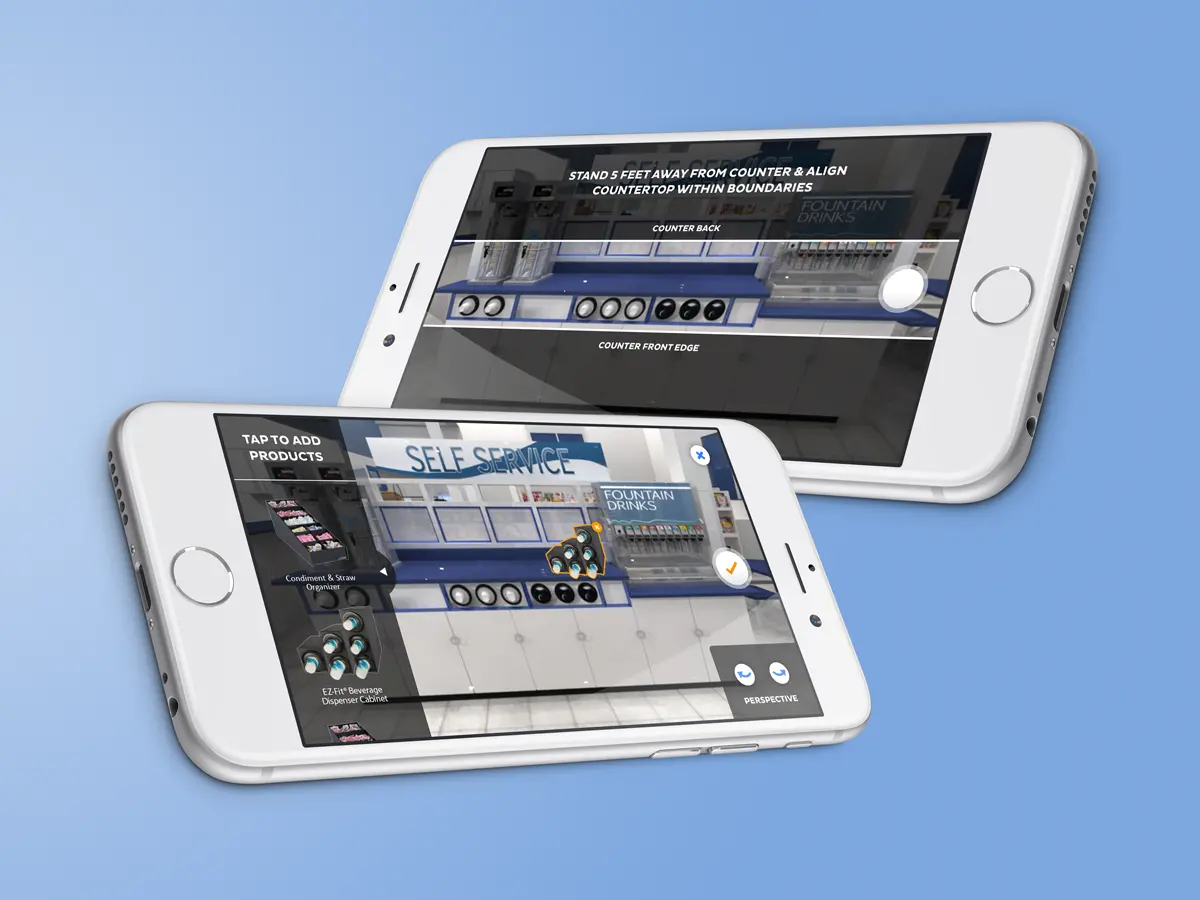 SELF SERVICE
STAND 5 FEET AWAY FROM COUNTER & ALIGN
COUNTERTOP WITHIN BOUNDARIES
FOUNTAIN
DRINKS
COUNTER BACK
COUNTER FRONT EDGE
TAP TO ADD
PRODUCTS
SELF SERVICE
FOUNTAIN
DRINKS
Condiment & Straw
Organizer
EZ-Fit® Beverage
Dispenser Cabinet
PERSPECTIVE